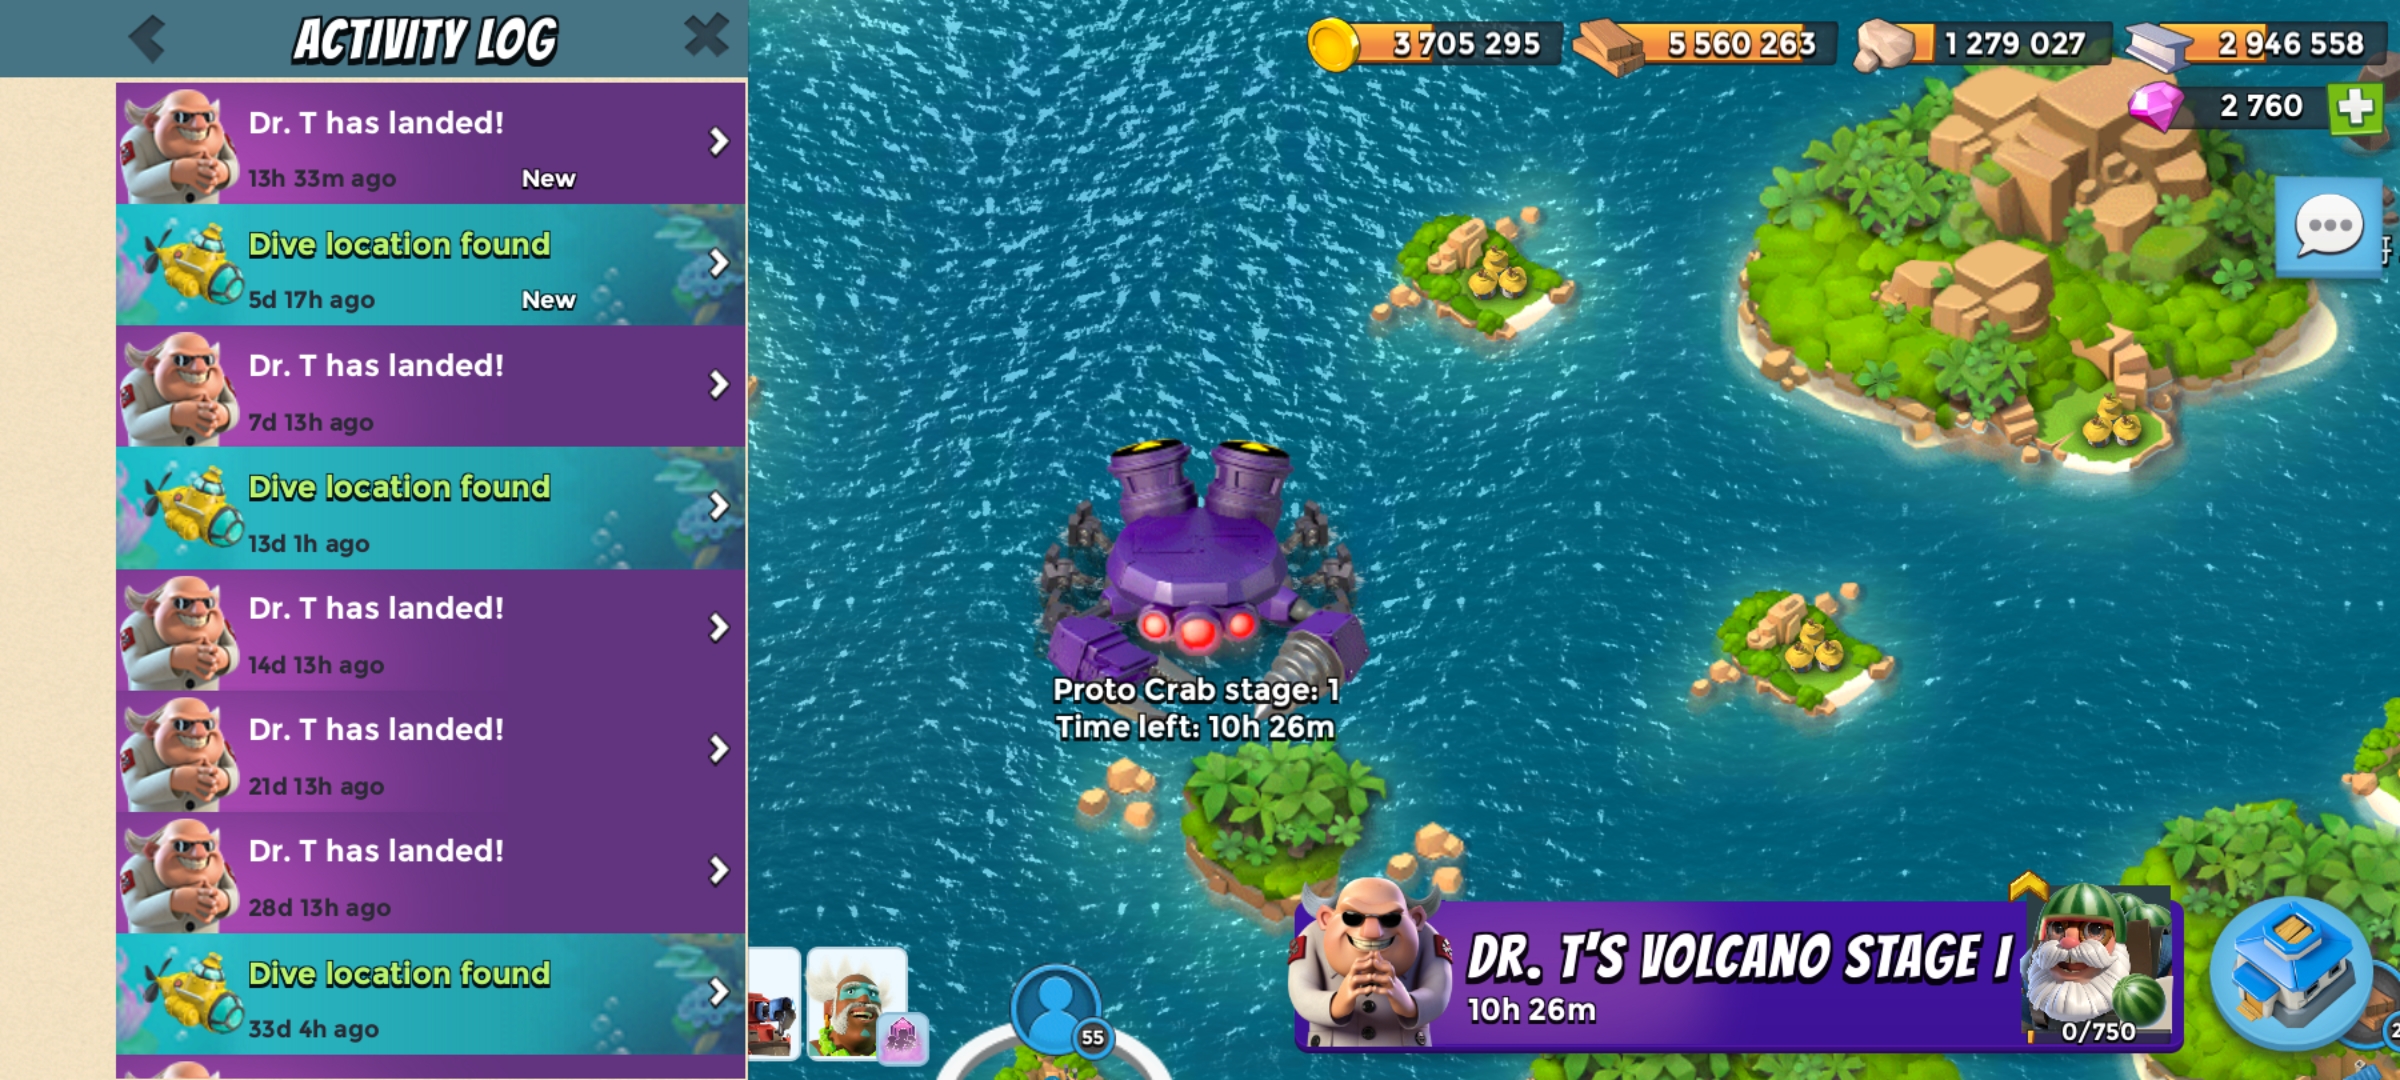 ACTIVITY LOG
Dr. T has landed!
13h 33m ago New
Dive location found
5d 17h ago New
Dr. T has landed!
7d 13h ago
Dive location found
13d 1h ago
Dr. T has landed!
14d 13h ago
Dr. T has landed!
21d 13h ago
Dr. T has landed!
28d 13h ago
Dive location found
33d 4h ago
3 705 295
5 560 263
1 279 027
2 946 558
2 760
Proto Crab stage: 1
Time left: 10h 26m
DR. T'S VOLCANO STAGE I
10h 26m
0/750
55